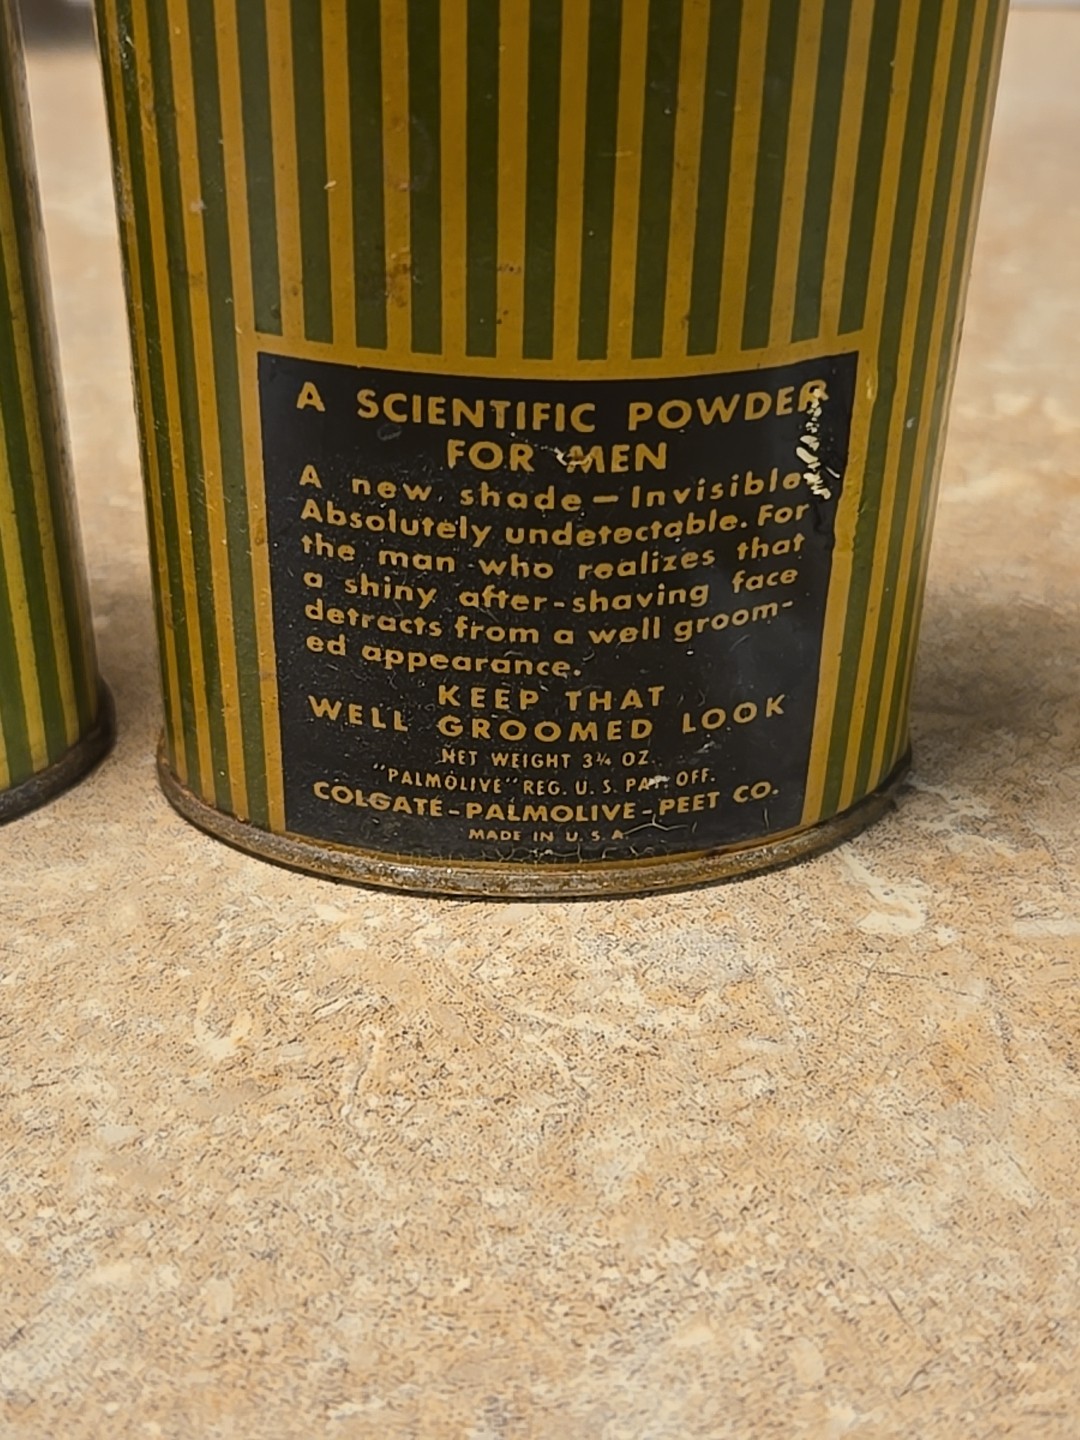 A SCIENTIFIC POWDER
FOR MEN
A new shade — Invisible.
Absolutely undetectable. For
the man who realizes that
a shiny after-shaving face
detracts from a well groom-
ed appearance.
KEEP THAT
WELL GROOMED LOOK
NET WEIGHT 3¼ OZ.
"PALMOLIVE" REG. U. S. PAT. OFF.
COLGATE-PALMOLIVE-PEET CO.
MADE IN U. S. A.